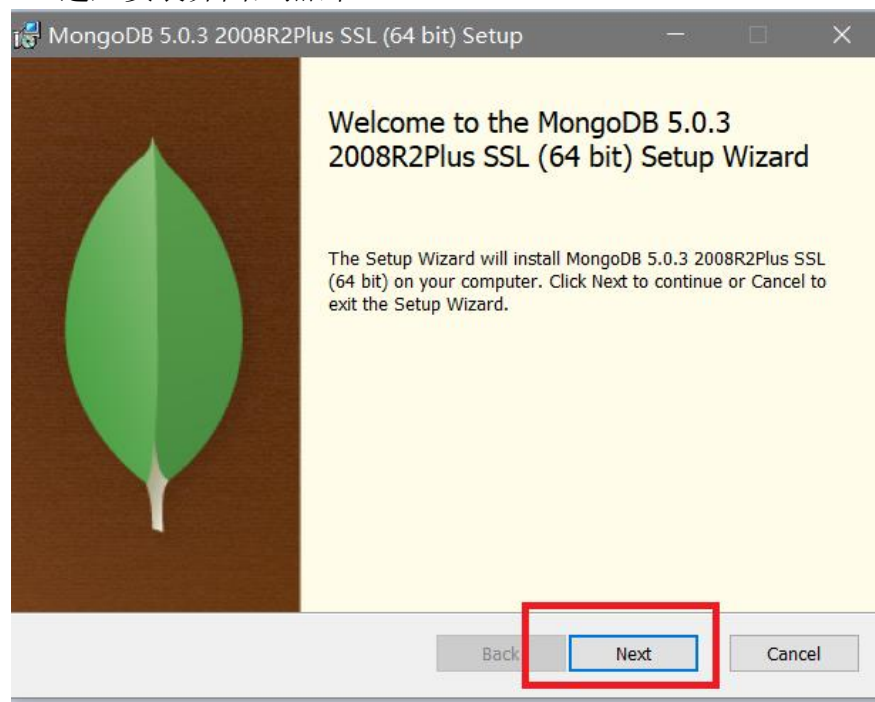 MongoDB 5.0.3 2008R2Plus SSL (64 bit) Setup
Welcome to the MongoDB 5.0.3
2008R2Plus SSL (64 bit) Setup Wizard
The Setup Wizard will install MongoDB 5.0.3 2008R2Plus SSL
(64 bit) on your computer. Click Next to continue or Cancel to
exit the Setup Wizard.
Back Next Cancel